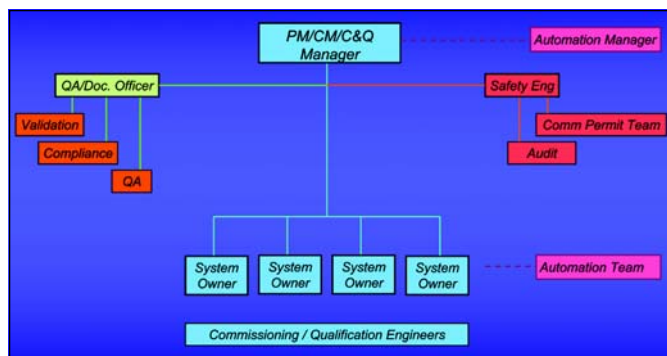 PM/CM/C&Q
Manager
Automation Manager
QA/Doc. Officer
Safety Eng
Validation
Comm Permit Team
Compliance
Audit
QA
System
Owner
System
Owner
System
Owner
System
Owner
Automation Team
Commissioning / Qualification Engineers